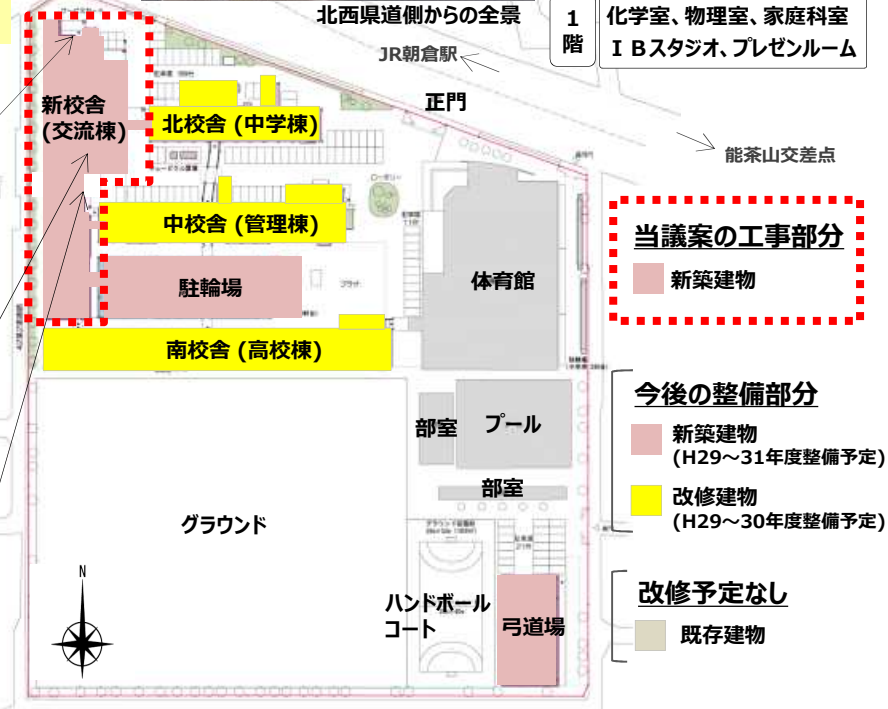 北西県道側からの全景
1階
化学室、物理室、家庭科室
ＩＢスタジオ、プレゼンルーム
JR朝倉駅
正門
能茶山交差点
新校舎
(交流棟)
北校舎 (中学棟)
ロータリー
中校舎 (管理棟)
駐輪場
体育館
南校舎 (高校棟)
当議案の工事部分
新築建物
今後の整備部分
新築建物
(H29～31年度整備予定)
改修建物
(H29～30年度整備予定)
部室
プール
部室
グラウンド
ハンドボール
コート
弓道場
改修予定なし
既存建物
N